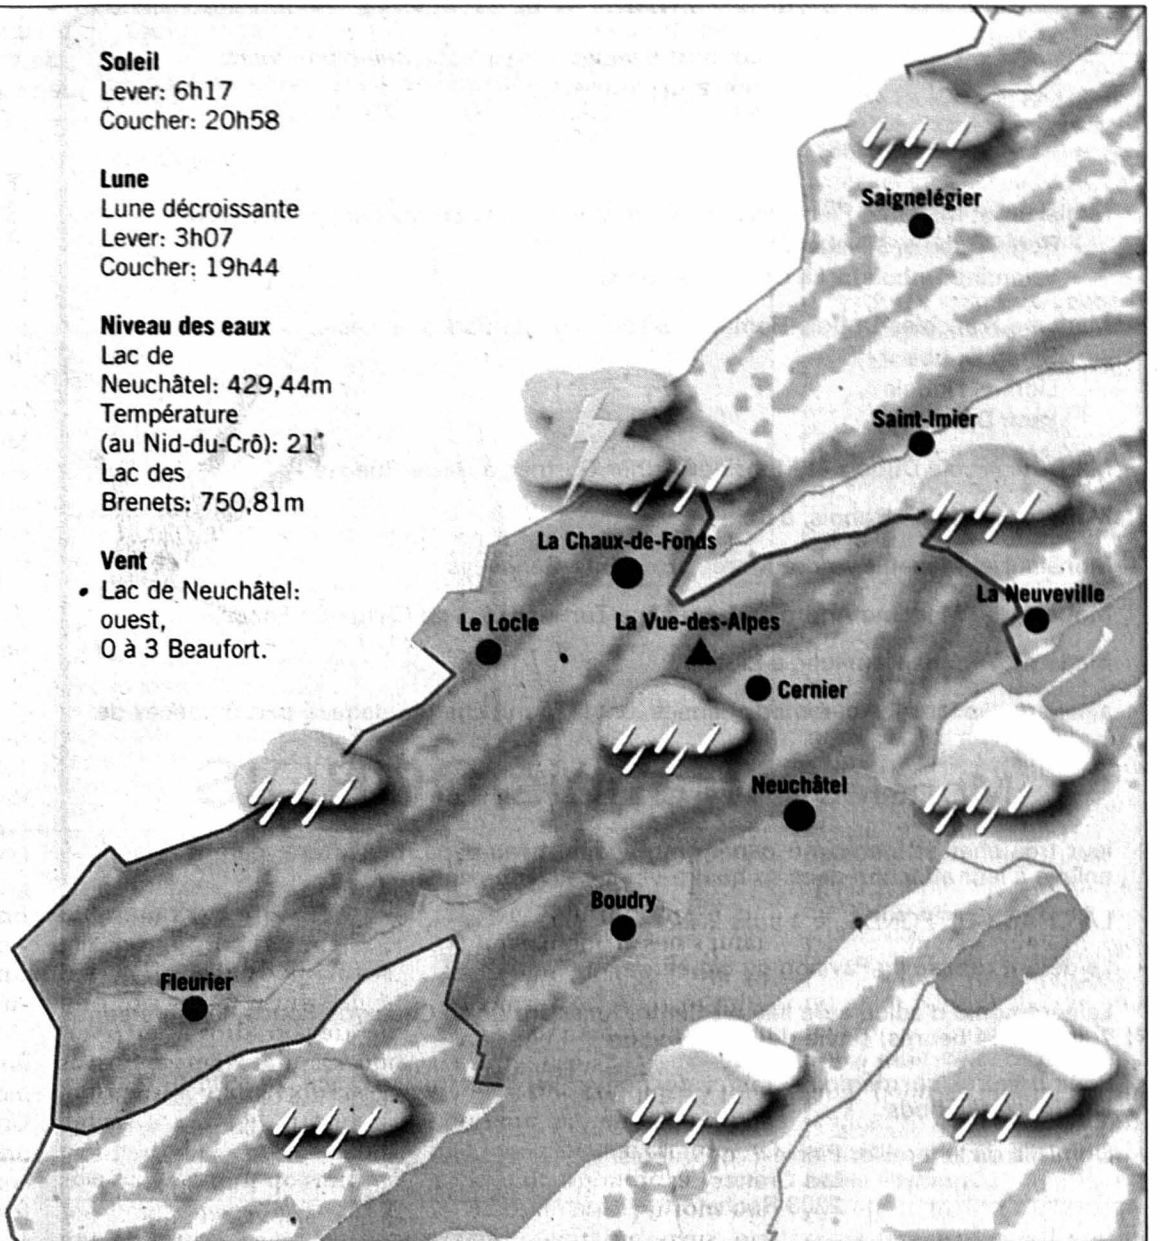 Soleil
Lever: 6h17
Coucher: 20h58
Lune
Lune décroissante
Lever: 3h07
Coucher: 19h44
Niveau des eaux
Lac de
Neuchâtel: 429,44m
Température
(au Nid-du-Crô): 21°
Lac des
Brenets: 750,81m
Vent
Lac de Neuchâtel:
ouest,
0 à 3 Beaufort.
Saignelégier
Saint-Imier
La Chaux-de-Fonds
La Neuveville
Le Locle
La Vue-des-Alpes
Cernier
Neuchâtel
Boudry
Fleurier